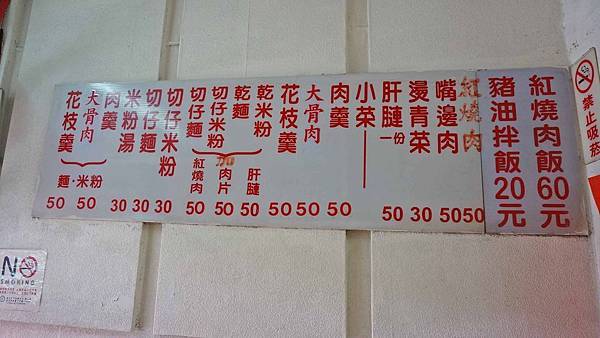 紅燒肉飯60元
豬油拌飯20元
紅燒肉
50
嘴邊肉
50
燙青菜
30
肝膢一份
50
小菜
肉羹
50
大骨肉
50
花枝羹
50
乾米粉
乾麵
切仔米粉
切仔麵
加
肝膢
50
肉片
50
紅燒肉
50
切仔米粉
30
切仔麵
30
米粉湯
30
肉羹
大骨肉
花枝羹
麵·米粉
50
50
禁止吸菸
NO
SMOKING